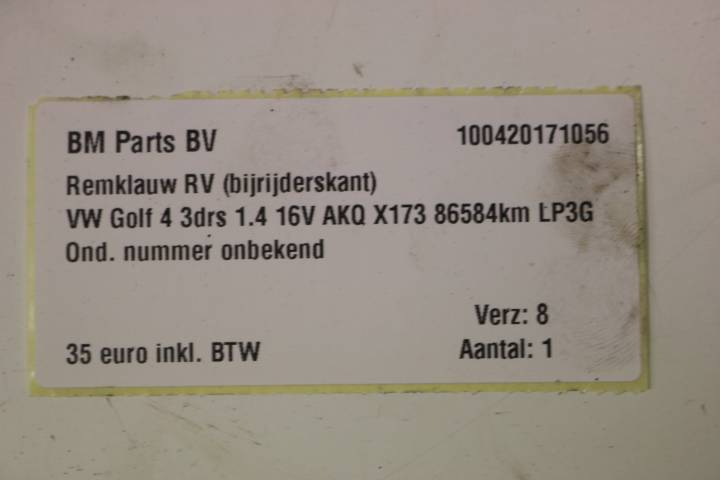 BM Parts BV 100420171056
Remklauw RV (bijrijderskant)
VW Golf 4 3drs 1.4 16V AKQ X173 86584km LP3G
Ond. nummer onbekend
Verz: 8
35 euro inkl. BTW Aantal: 1